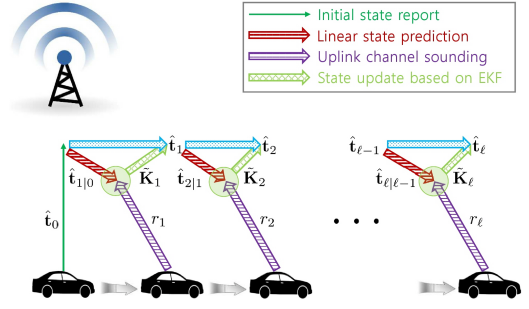 Initial state report
Linear state prediction
Uplink channel sounding
State update based on EKF
t̂₁ t̂₂ t̂ℓ₋₁ t̂ℓ
t̂₁|₀ K̃₁ t̂₂|₁ K̃₂ t̂ℓ|ℓ₋₁ K̃ℓ
t̂₀ r₁ r₂ • • • rℓ